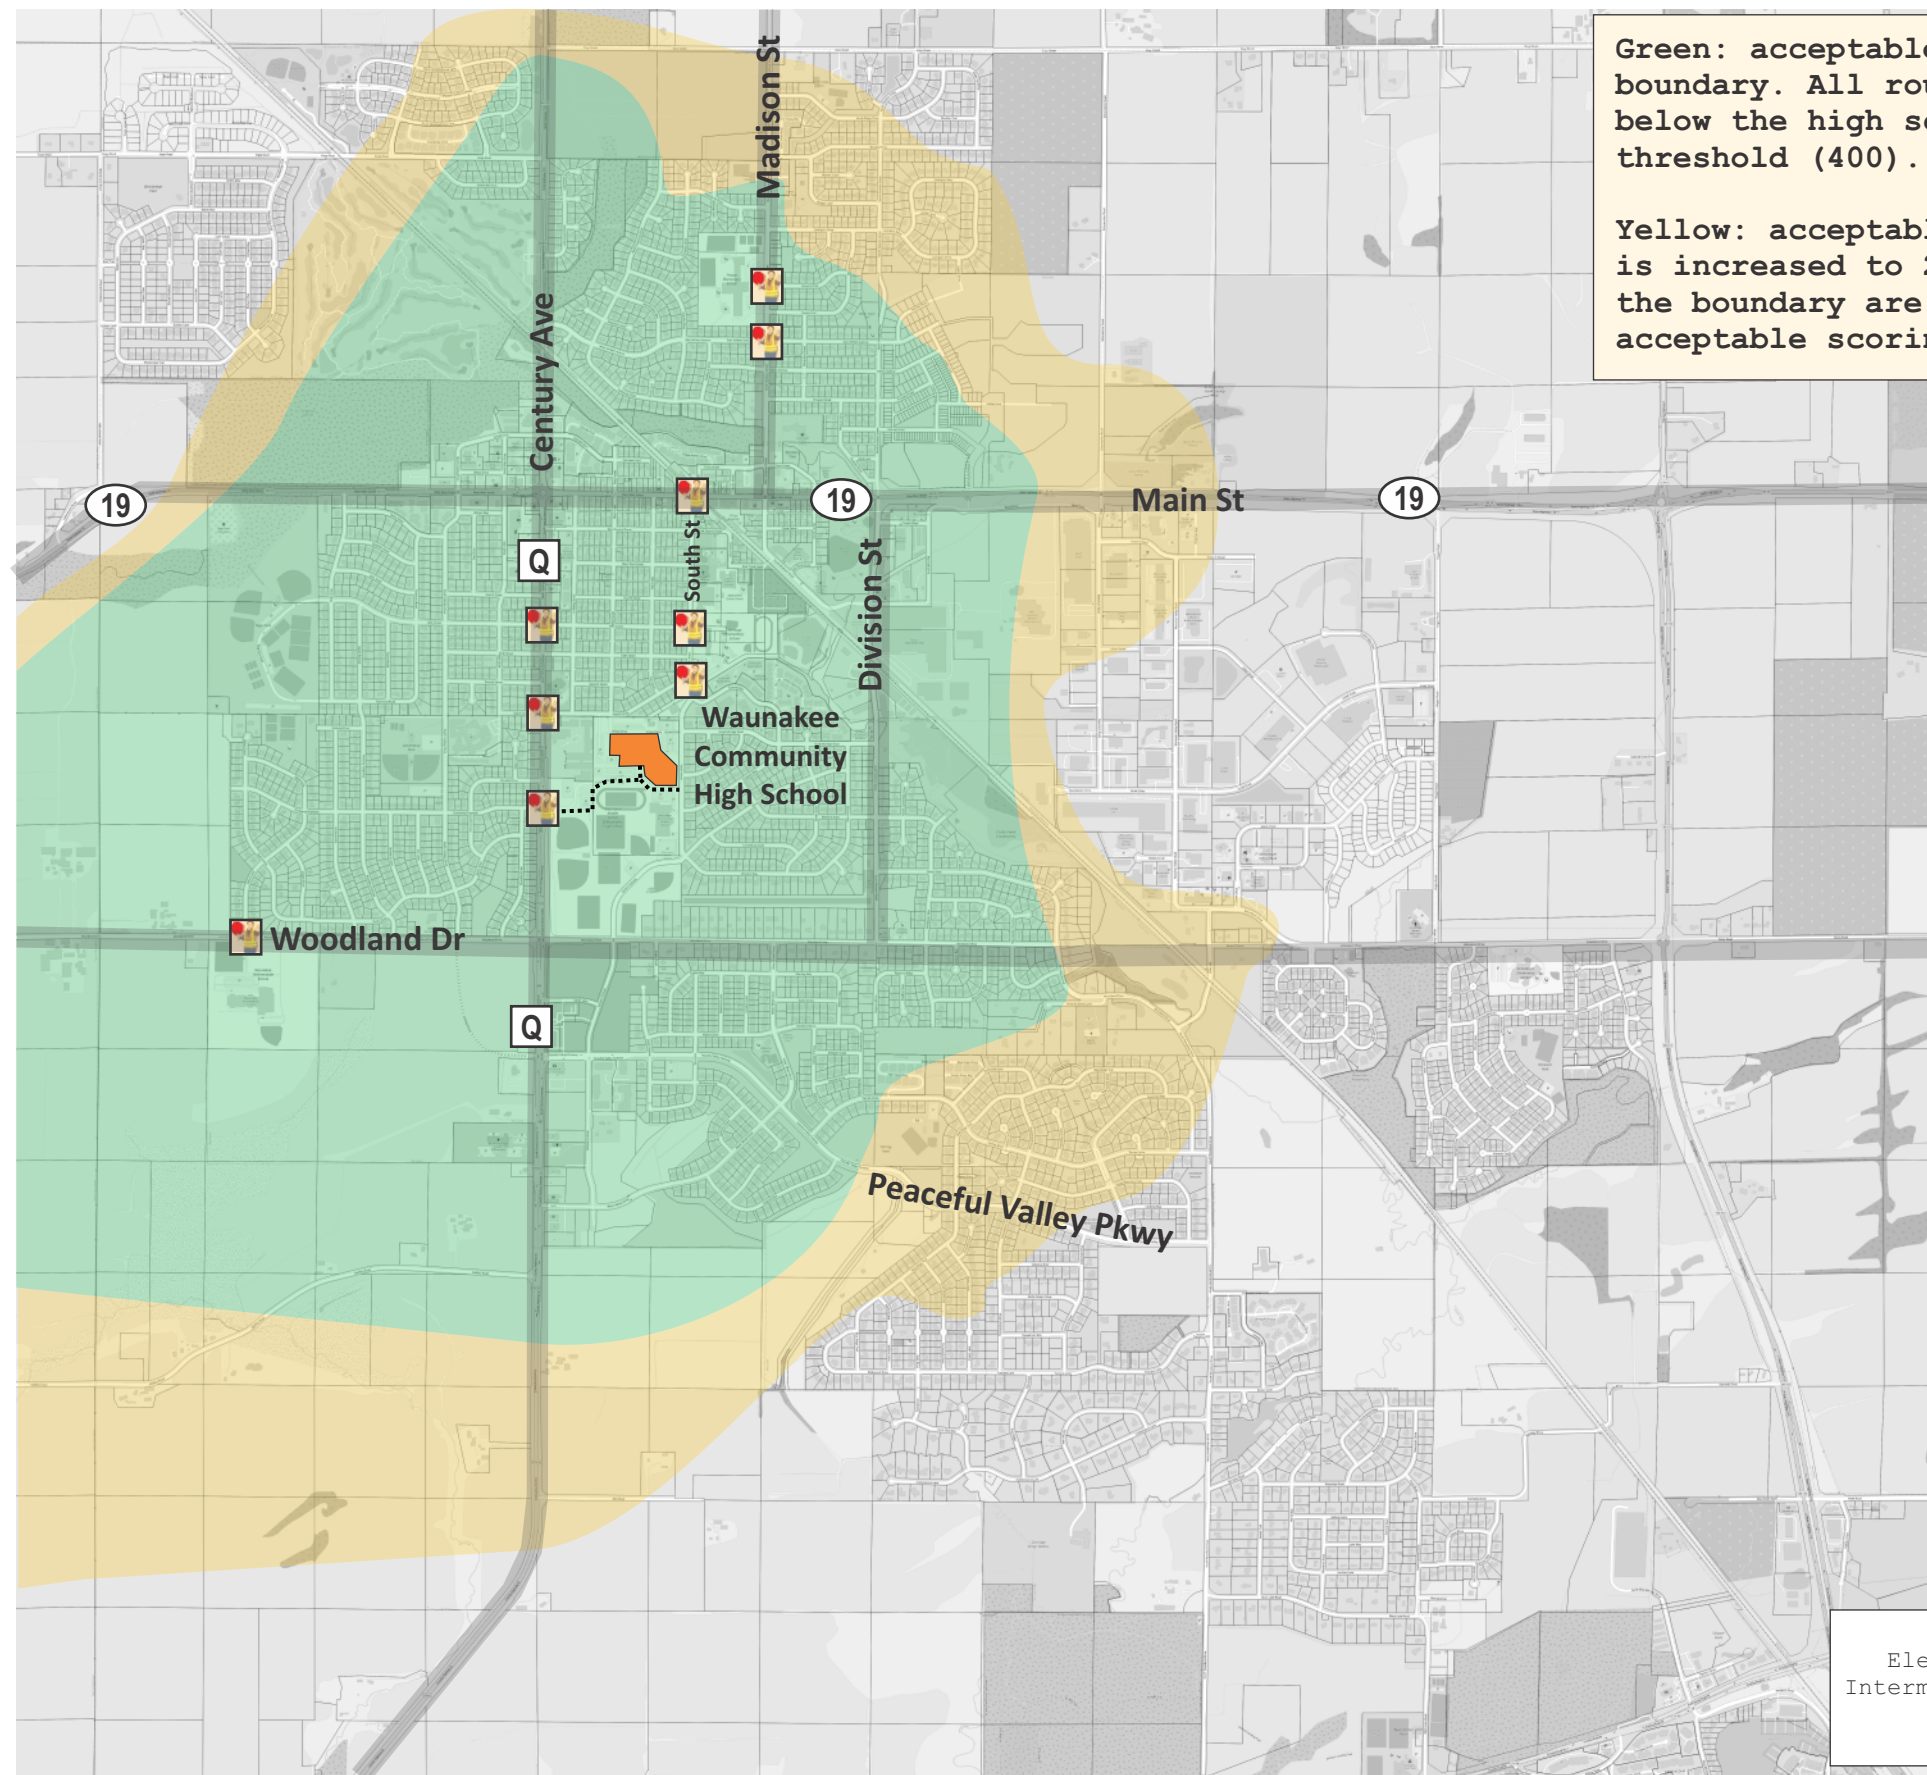 Green: acceptable
boundary. All rou
below the high sc
threshold (400).
Yellow: acceptabl
is increased to 2
the boundary are
acceptable scorin
Madison St
Century Ave
19
19
Main St
19
Q
South St
Division St
Waunakee
Community
High School
Woodland Dr
Q
Peaceful Valley Pkwy
Ele
Interm